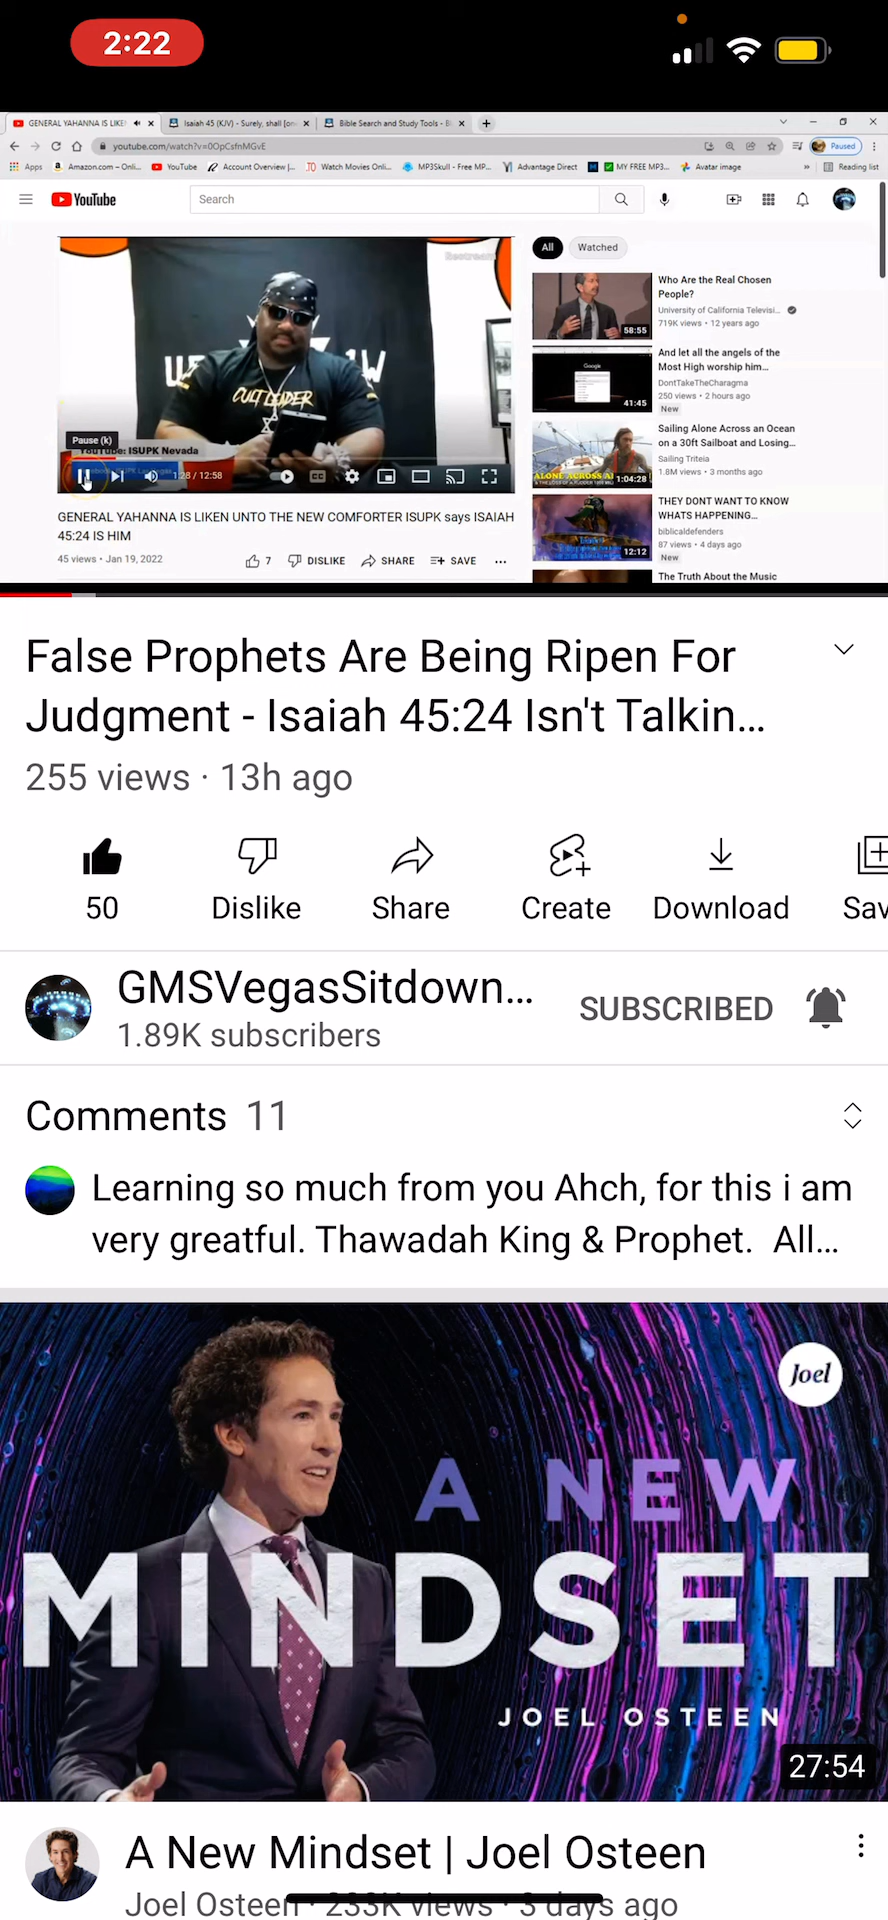 2:22
GENERAL YAHANNA IS LIKE
Isaiah 45 (KJV) - Surely, shall [on
Bible Search and Study Tools - Bl
youtube.com/watch?v=0OpCsfnMGvE
Paused
Apps
Amazon.com – Onli...
YouTube
Account Overview |...
Watch Movies Onli...
MP3Skull - Free MP...
Advantage Direct
MY FREE MP3...
Avatar image
»
Reading list
YouTube
Search
All
Watched
Restream
CULT LEADER
Pause (k)
YouTube: ISUPK Nevada
1:28 / 12:58
CC
GENERAL YAHANNA IS LIKEN UNTO THE NEW COMFORTER ISUPK says ISAIAH
45:24 IS HIM
45 views • Jan 19, 2022
7
DISLIKE
SHARE
SAVE
...
Who Are the Real Chosen
People?
University of California Televisi...
719K views • 12 years ago
58:55
And let all the angels of the
Most High worship him...
DontTakeTheCharagma
250 views • 2 hours ago
New
Google
41:45
Sailing Alone Across an Ocean
on a 30ft Sailboat and Losing...
Sailing Triteia
1.8M views • 3 months ago
ALONE ACROSS A
1:04:28
THEY DONT WANT TO KNOW
WHATS HAPPENING...
biblicaldefenders
87 views • 4 days ago
New
12:12
The Truth About the Music
False Prophets Are Being Ripen For
Judgment - Isaiah 45:24 Isn't Talkin...
255 views · 13h ago
50
Dislike
Share
Create
Download
Sav
GMSVegasSitdown...
1.89K subscribers
SUBSCRIBED
Comments 11
Learning so much from you Ahch, for this i am
very greatful. Thawadah King & Prophet.  All...
Joel
A NEW
MINDSET
JOEL OSTEEN
27:54
A New Mindset | Joel Osteen
Joel Osteen · 233K views · 3 days ago